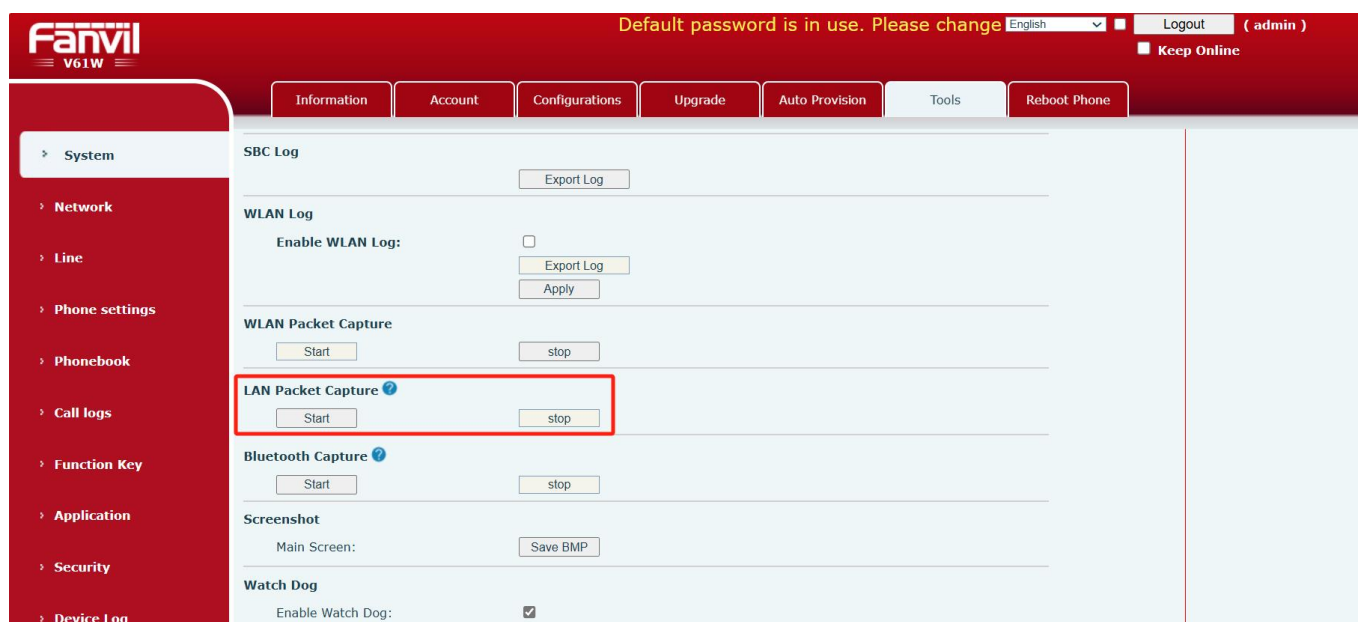 Fanvil
V61W
Default password is in use. Please change English Logout ( admin )
Keep Online
Information Account Configurations Upgrade Auto Provision Tools Reboot Phone
System
Network
Line
Phone settings
Phonebook
Call logs
Function Key
Application
Security
Device Log
SBC Log
Export Log
WLAN Log
Enable WLAN Log:
Export Log
Apply
WLAN Packet Capture
Start stop
LAN Packet Capture ?
Start stop
Bluetooth Capture ?
Start stop
Screenshot
Main Screen: Save BMP
Watch Dog
Enable Watch Dog: